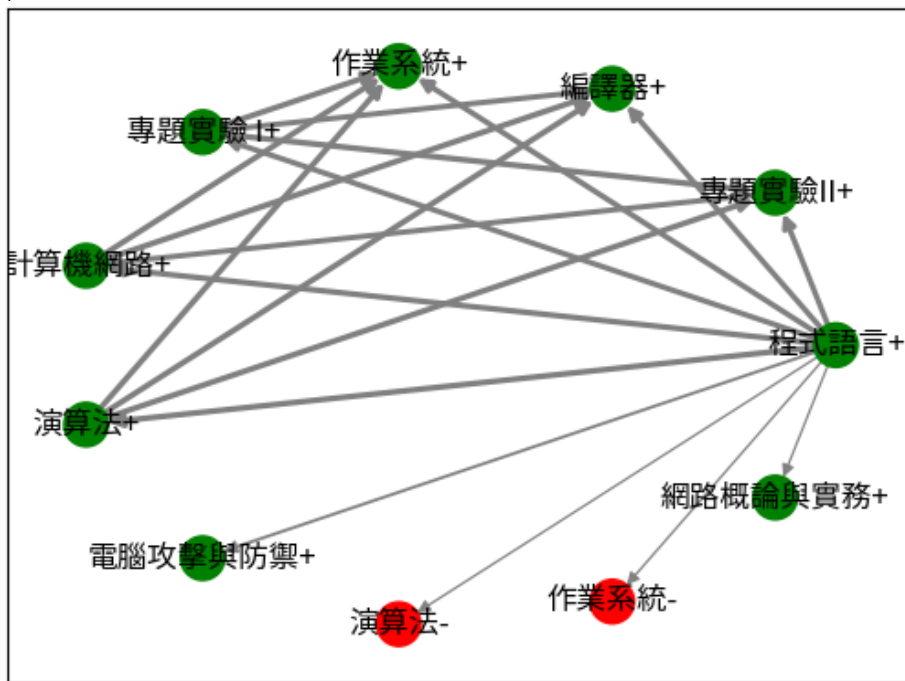 作業系統+
編譯器+
專題實驗 I+
專題實驗II+
計算機網路+
程式語言+
演算法+
網路概論與實務+
電腦攻擊與防禦+
作業系統-
演算法-